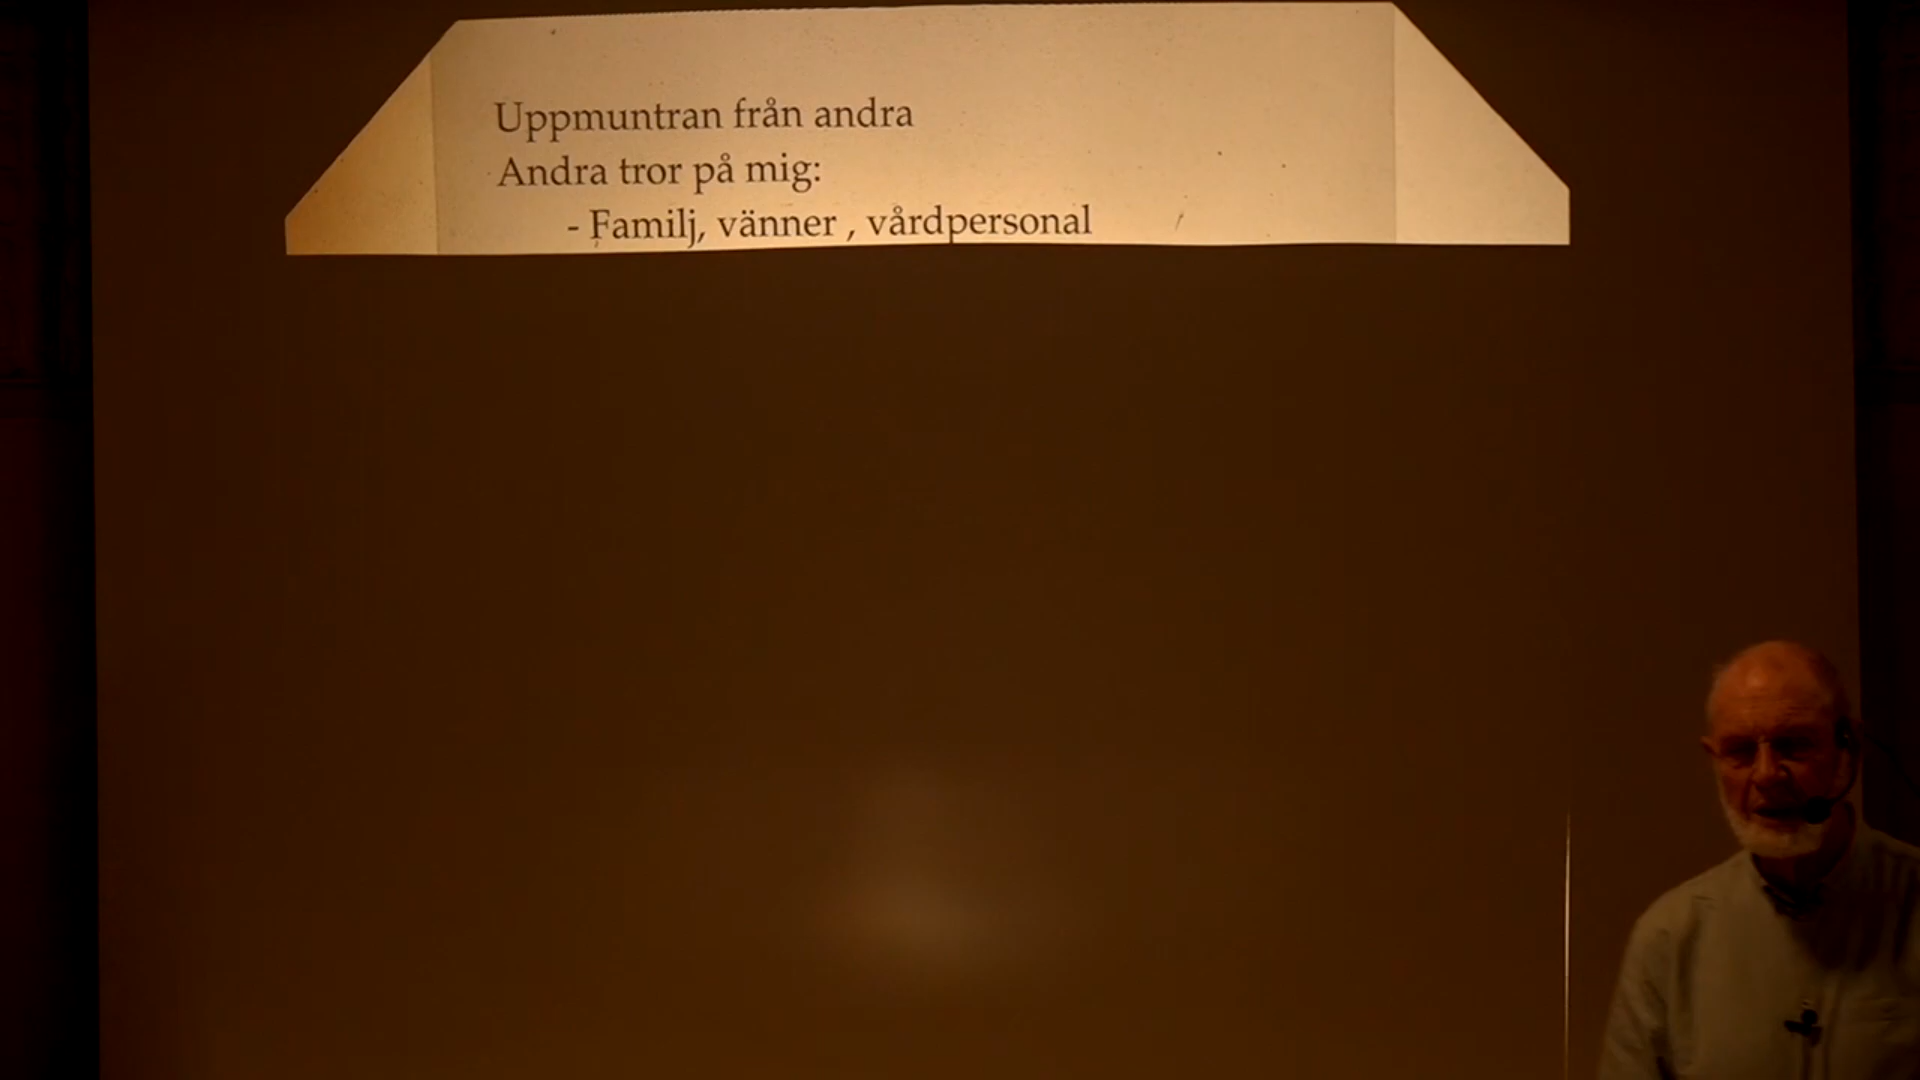 Uppmuntran från andra
Andra tror på mig:
- Familj, vänner , vårdpersonal